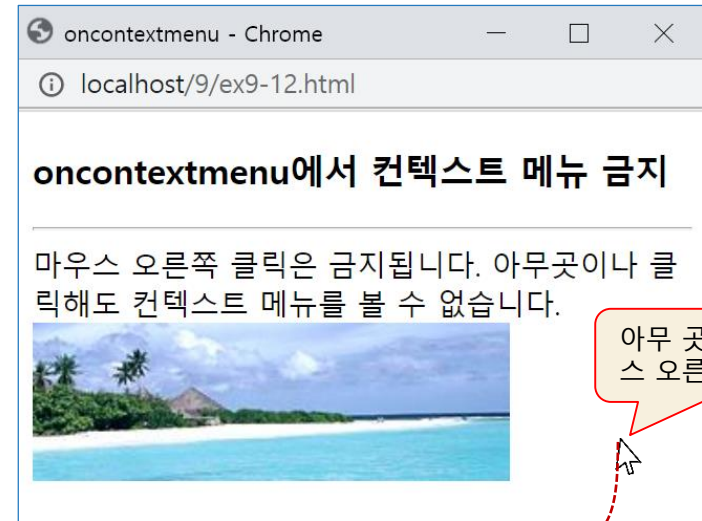 oncontextmenu - Chrome
localhost/9/ex9-12.html
oncontextmenu에서 컨텍스트 메뉴 금지
마우스 오른쪽 클릭은 금지됩니다. 아무곳이나 클
릭해도 컨텍스트 메뉴를 볼 수 없습니다.
아무 곳
스 오른